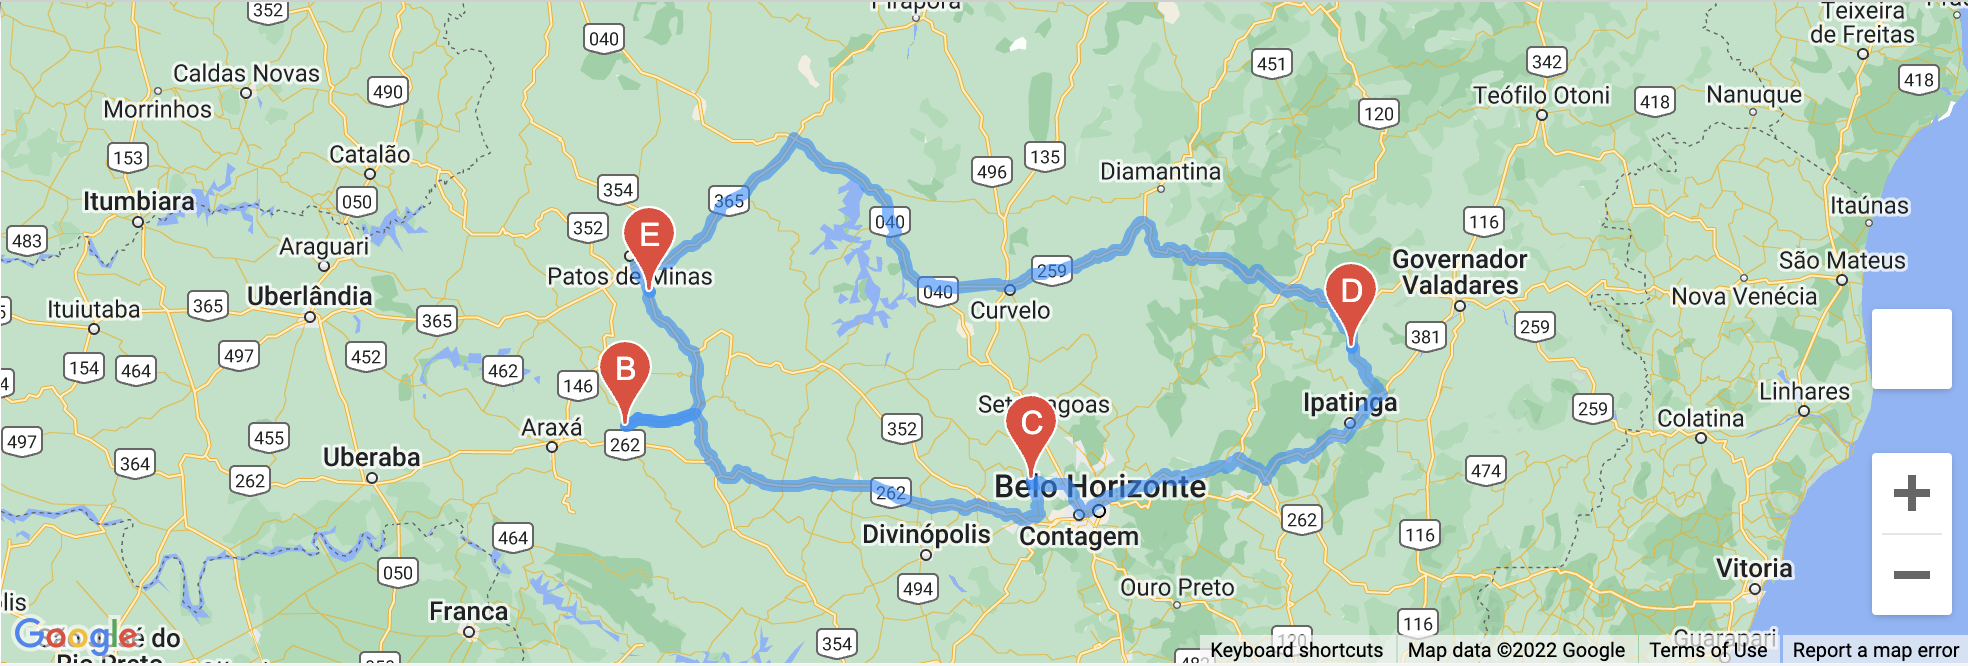 352
Pirapora
Teixeira
de Freitas
040
451
342
418
Caldas Novas
490
Morrinhos
Teófilo Otoni
418
Nanuque
120
153
Catalão
496
135
Diamantina
354
365
050
Itumbiara
352
040
116
Itaúnas
483
Araguari
E
Patos de Minas
259
Governador
Valadares
São Mateus
Uberlândia
040
D
Nova Venécia
Ituiutaba
365
365
Curvelo
381
259
497
452
154
464
462
B
146
Linhares
Ipatinga
C
259
Colatina
497
455
Araxá
352
262
364
Uberaba
262
474
Belo Horizonte
262
262
Divinópolis
Contagem
464
116
050
494
Ouro Preto
Vitoria
Franca
116
354
120
Guarapari
Google
do
Keyboard shortcuts
Map data ©2022 Google
Terms of Use
Report a map error